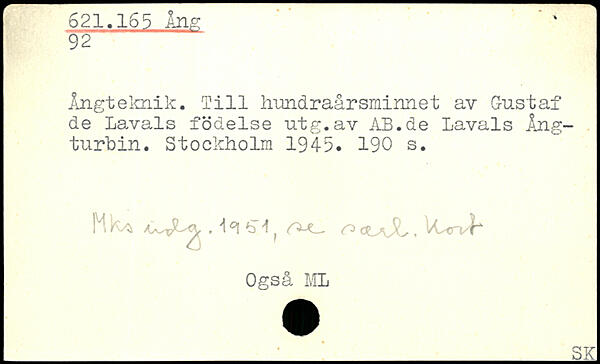 621.165 Ång
92
Ångteknik. Till hundraårsminnet av Gustaf
de Lavals födelse utg.av AB.de Lavals Ång-
turbin. Stockholm 1945. 190 s.
Mks udg. 1951, se særl. Kort
Også ML
SK